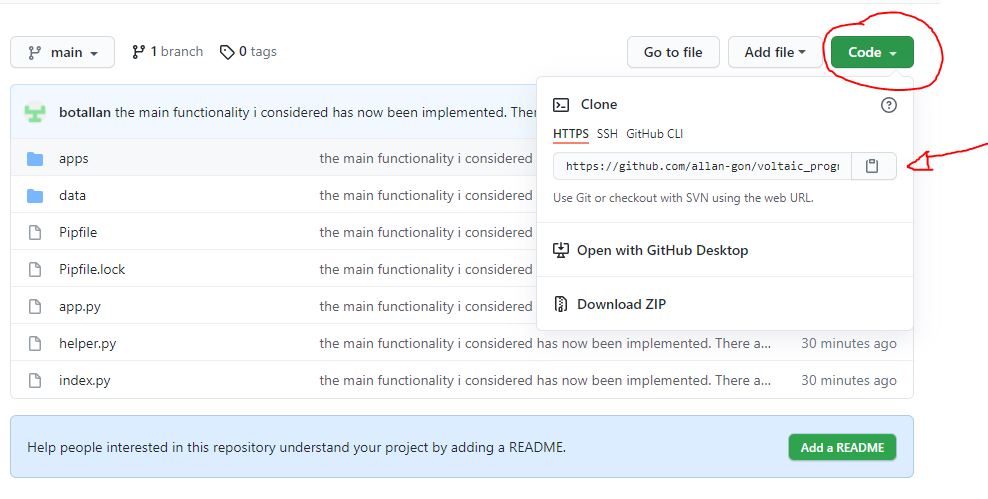 main 1 branch 0 tags Go to file Add file Code
botallan the main functionality i considered has now been implemented. Ther
Clone
HTTPS SSH GitHub CLI
https://github.com/allan-gon/voltaic_prog
Use Git or checkout with SVN using the web URL.
Open with GitHub Desktop
Download ZIP
apps the main functionality i considered
data the main functionality i considered
Pipfile the main functionality i considered
Pipfile.lock the main functionality i considered
app.py the main functionality i considered
helper.py the main functionality i considered has now been implemented. There a... 30 minutes ago
index.py the main functionality i considered has now been implemented. There a... 30 minutes ago
Help people interested in this repository understand your project by adding a README. Add a README